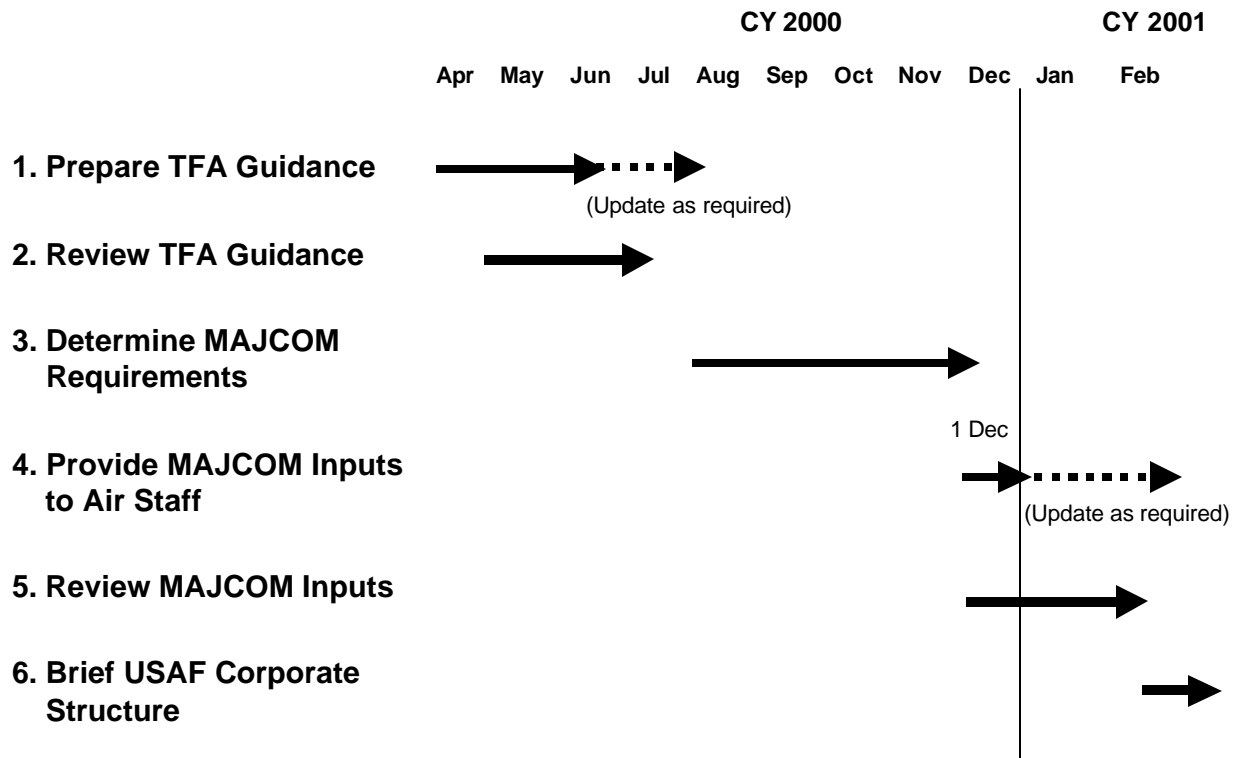 CY 2000 CY 2001
Apr May Jun Jul Aug Sep Oct Nov Dec Jan Feb
1. Prepare TFA Guidance
(Update as required)
2. Review TFA Guidance
3. Determine MAJCOM
Requirements
1 Dec
4. Provide MAJCOM Inputs
to Air Staff
(Update as required)
5. Review MAJCOM Inputs
6. Brief USAF Corporate
Structure